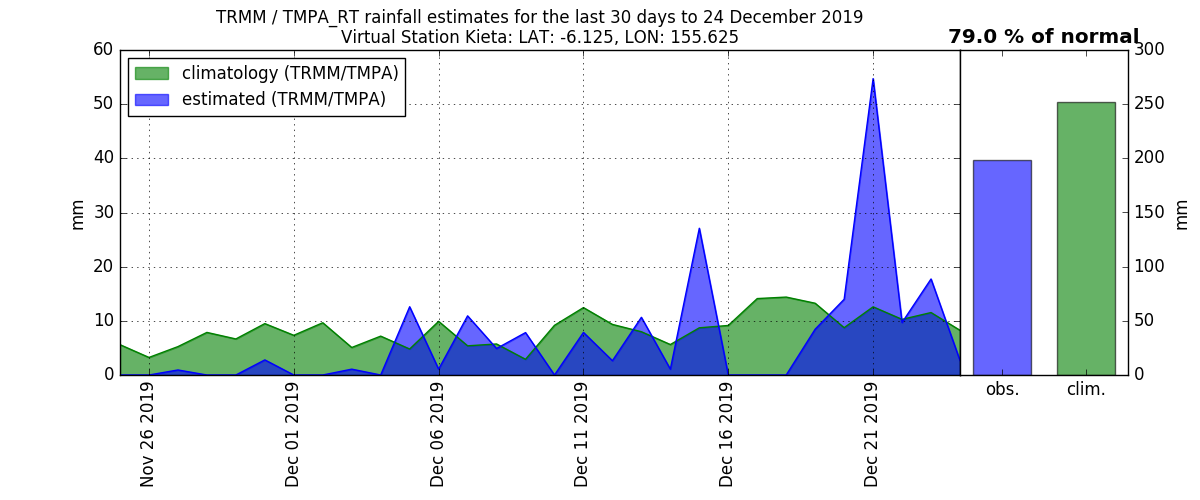 TRMM / TMPA_RT rainfall estimates for the last 30 days to 24 December 2019
Virtual Station Kieta: LAT: -6.125, LON: 155.625
79.0 % of normal
climatology (TRMM/TMPA)
estimated (TRMM/TMPA)
60
50
40
30
20
10
0
mm
300
250
200
150
100
50
0
mm
Nov 26 2019
Dec 01 2019
Dec 06 2019
Dec 11 2019
Dec 16 2019
Dec 21 2019
obs.
clim.